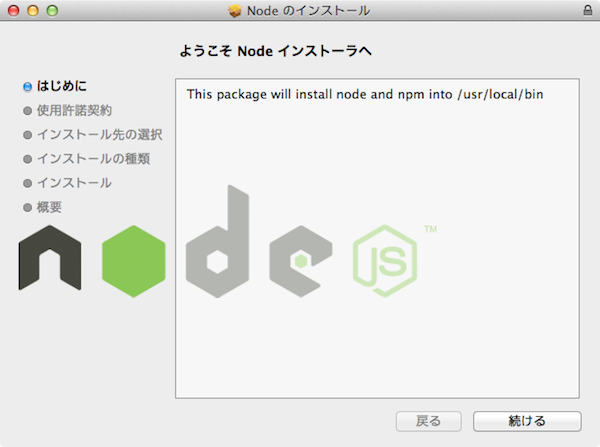 Node のインストール
ようこそ Node インストーラへ
はじめに
使用許諾契約
インストール先の選択
インストールの種類
インストール
概要
This package will install node and npm into /usr/local/bin
node
JS™
戻る
続ける